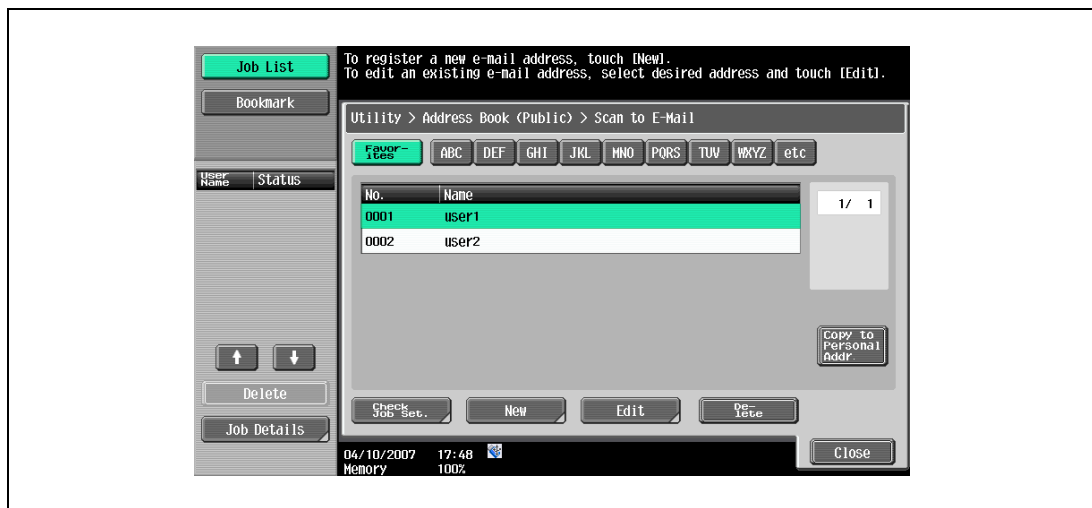 Job List
Bookmark
User Name Status
Delete
Job Details
To register a new e-mail address, touch [New].
To edit an existing e-mail address, select desired address and touch [Edit].
Utility > Address Book (Public) > Scan to E-Mail
Favor-
ites
ABC DEF GHI JKL MNO PQRS TUV WXYZ etc
No. Name
0001 user1
0002 user2
1/ 1
Copy to
Personal
Addr.
Check
Job Set.
New
Edit
De-
lete
Close
04/10/2007 17:48
Memory 100%